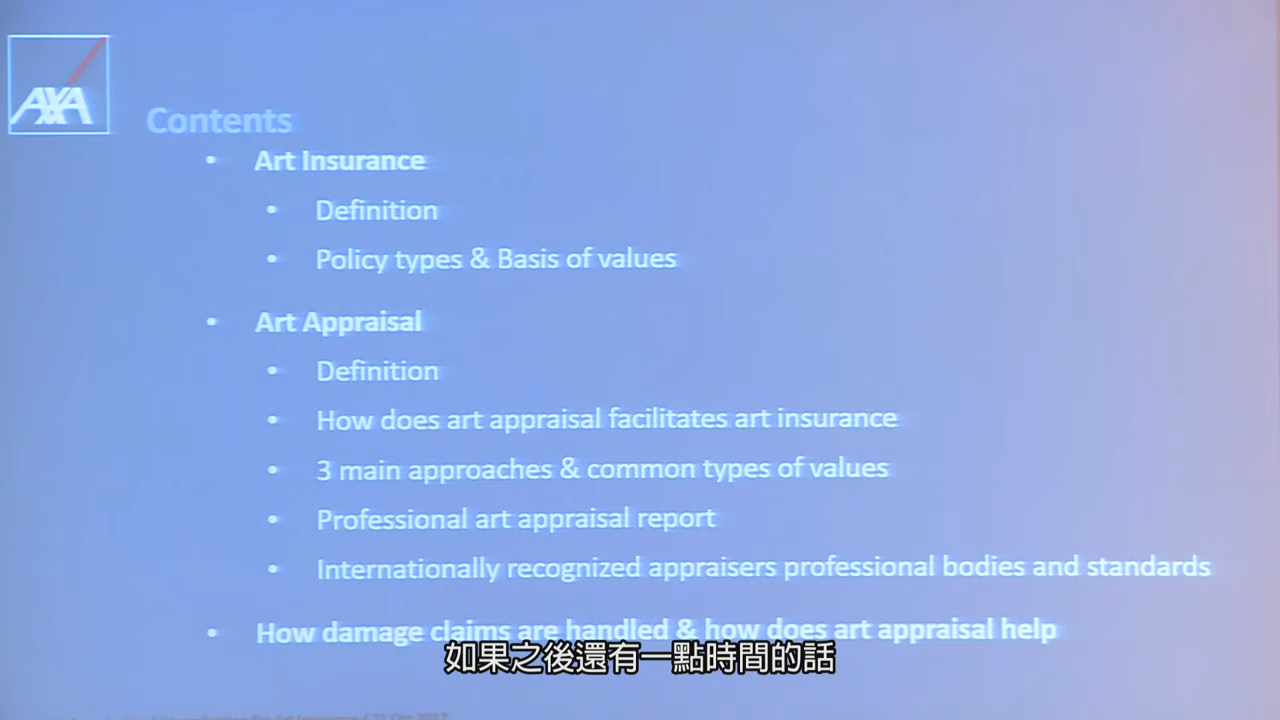 AXA
Contents
• Art Insurance
• Definition
• Policy types & Basis of values
• Art Appraisal
• Definition
• How does art appraisal facilitates art insurance
• 3 main approaches & common types of values
• Professional art appraisal report
• Internationally recognized appraisers professional bodies and standards
• How damage claims are handled & how does art appraisal help
如果之後還有一點時間的話